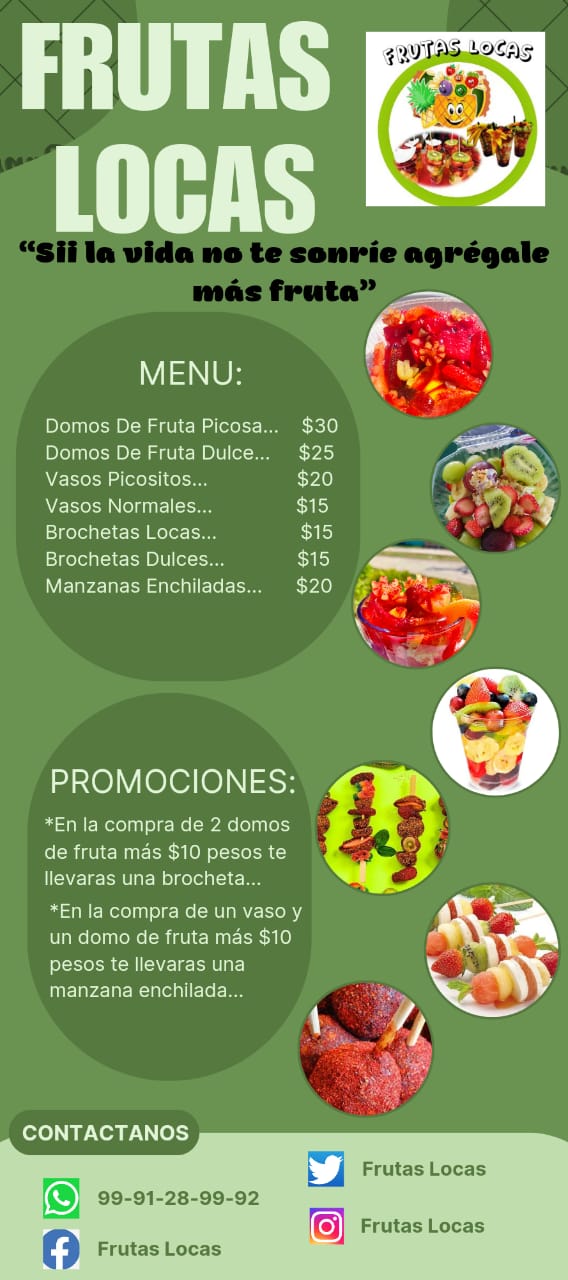 FRUTAS
LOCAS
FRUTAS LOCAS
“Sii la vida no te sonríe agrégale
más fruta”
MENU:
Domos De Fruta Picosa... $30
Domos De Fruta Dulce... $25
Vasos Picositos... $20
Vasos Normales... $15
Brochetas Locas... $15
Brochetas Dulces... $15
Manzanas Enchiladas... $20
PROMOCIONES:
*En la compra de 2 domos
de fruta más $10 pesos te
llevaras una brocheta...
*En la compra de un vaso y
un domo de fruta más $10
pesos te llevaras una
manzana enchilada...
CONTACTANOS
99-91-28-99-92
Frutas Locas
Frutas Locas
Frutas Locas